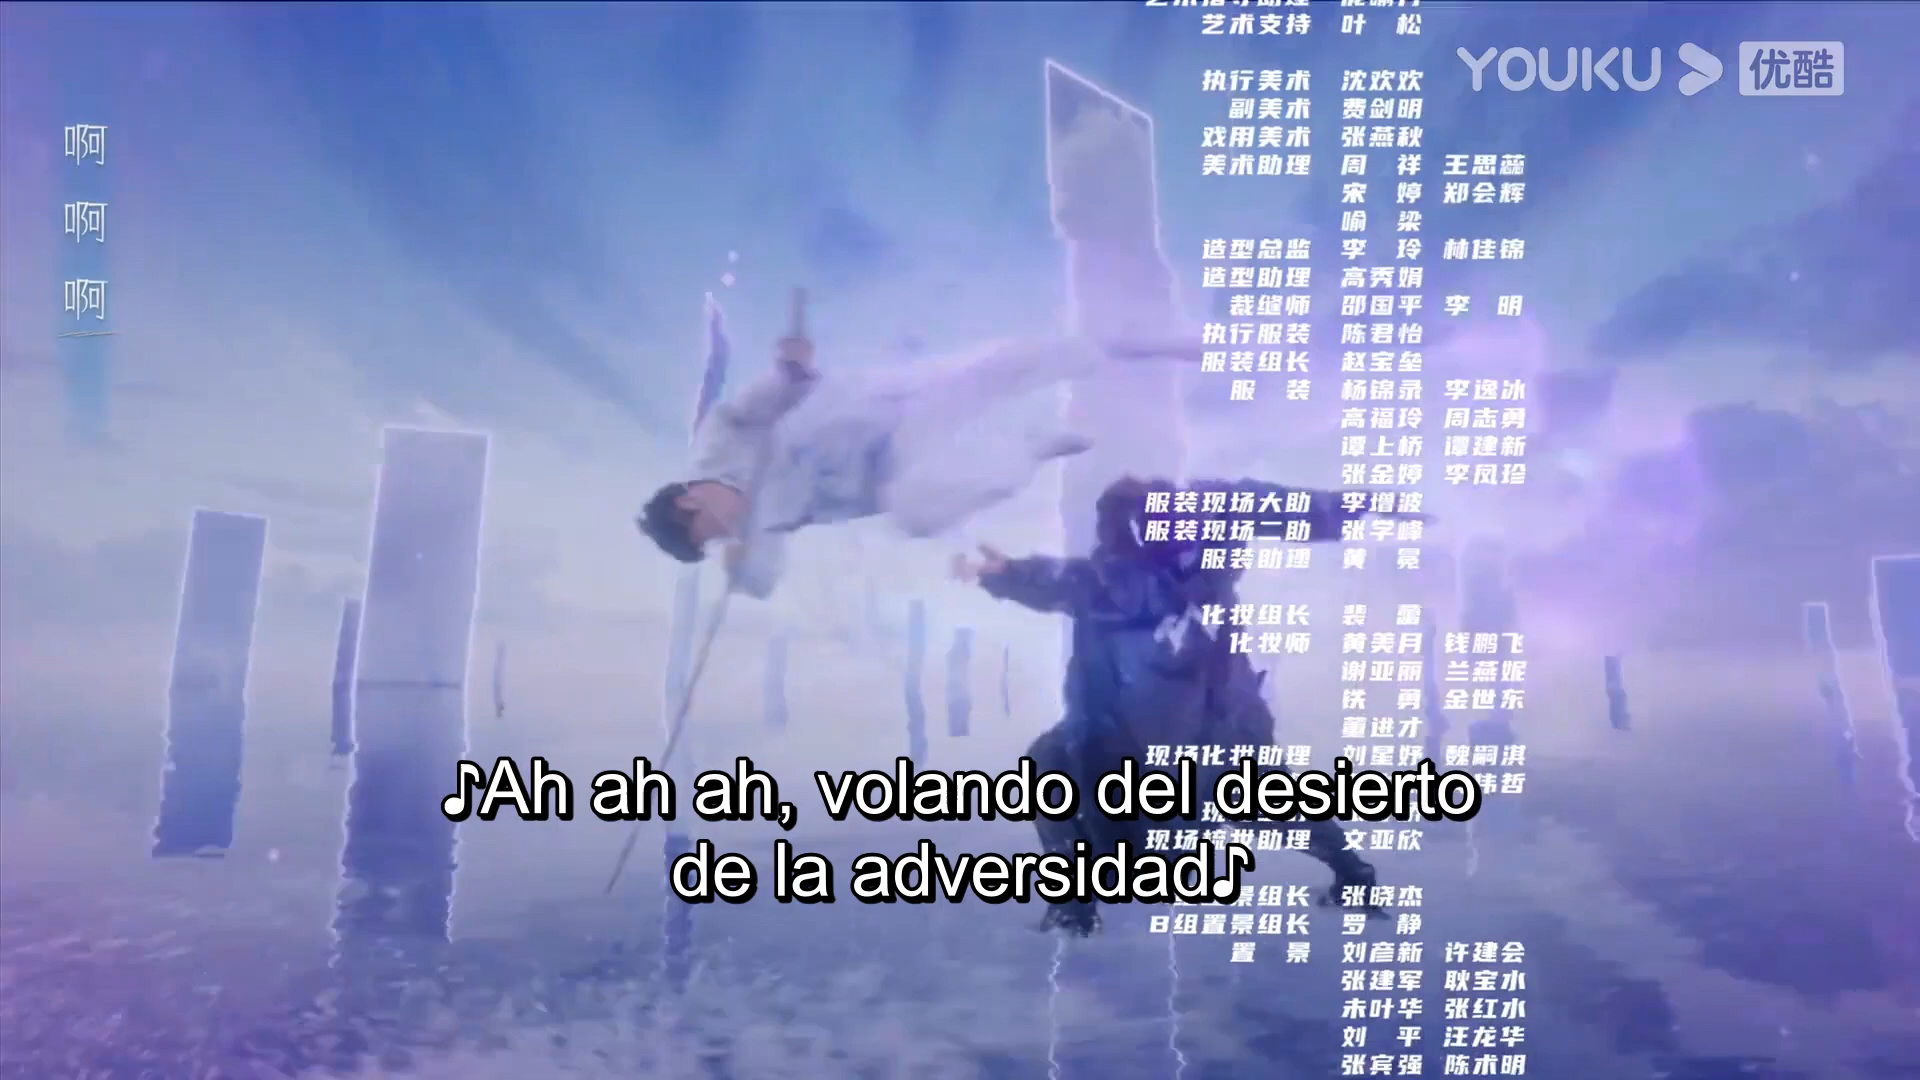 艺术支持 叶 松
YOUKU 优酷
执行美术 沈欢欢
副美术 费剑明
戏用美术 张燕秋
美术助理 周 祥 王思蕊
宋 婷 郑会辉
喻 梁
造型总监 李 玲 林佳锦
造型助理 高秀娟
裁缝师 邵国平 李 明
执行服装 陈君怡
服装组长 赵宝垒
服 装 杨锦录 李逸冰
高福玲 周志勇
谭上桥 谭建新
张金婷 李凤珍
服装现场大助 李增波
服装现场二助 张学峰
服装助理 黄 冕
化妆组长 裴 蕾
化妆师 黄美月 钱鹏飞
谢亚丽 兰燕妮
铁 勇 金世东
董进才
现场化妆助理 刘星妤 魏嗣淇
伟哲
现场梳妆助理 文亚欣
景组长 张晓杰
B组置景组长 罗 静
置 景 刘彦新 许建会
张建军 耿宝水
未叶华 张红水
刘 平 汪龙华
张宾强 陈术明
啊
啊
啊
♪Ah ah ah, volando del desierto
de la adversidad♪